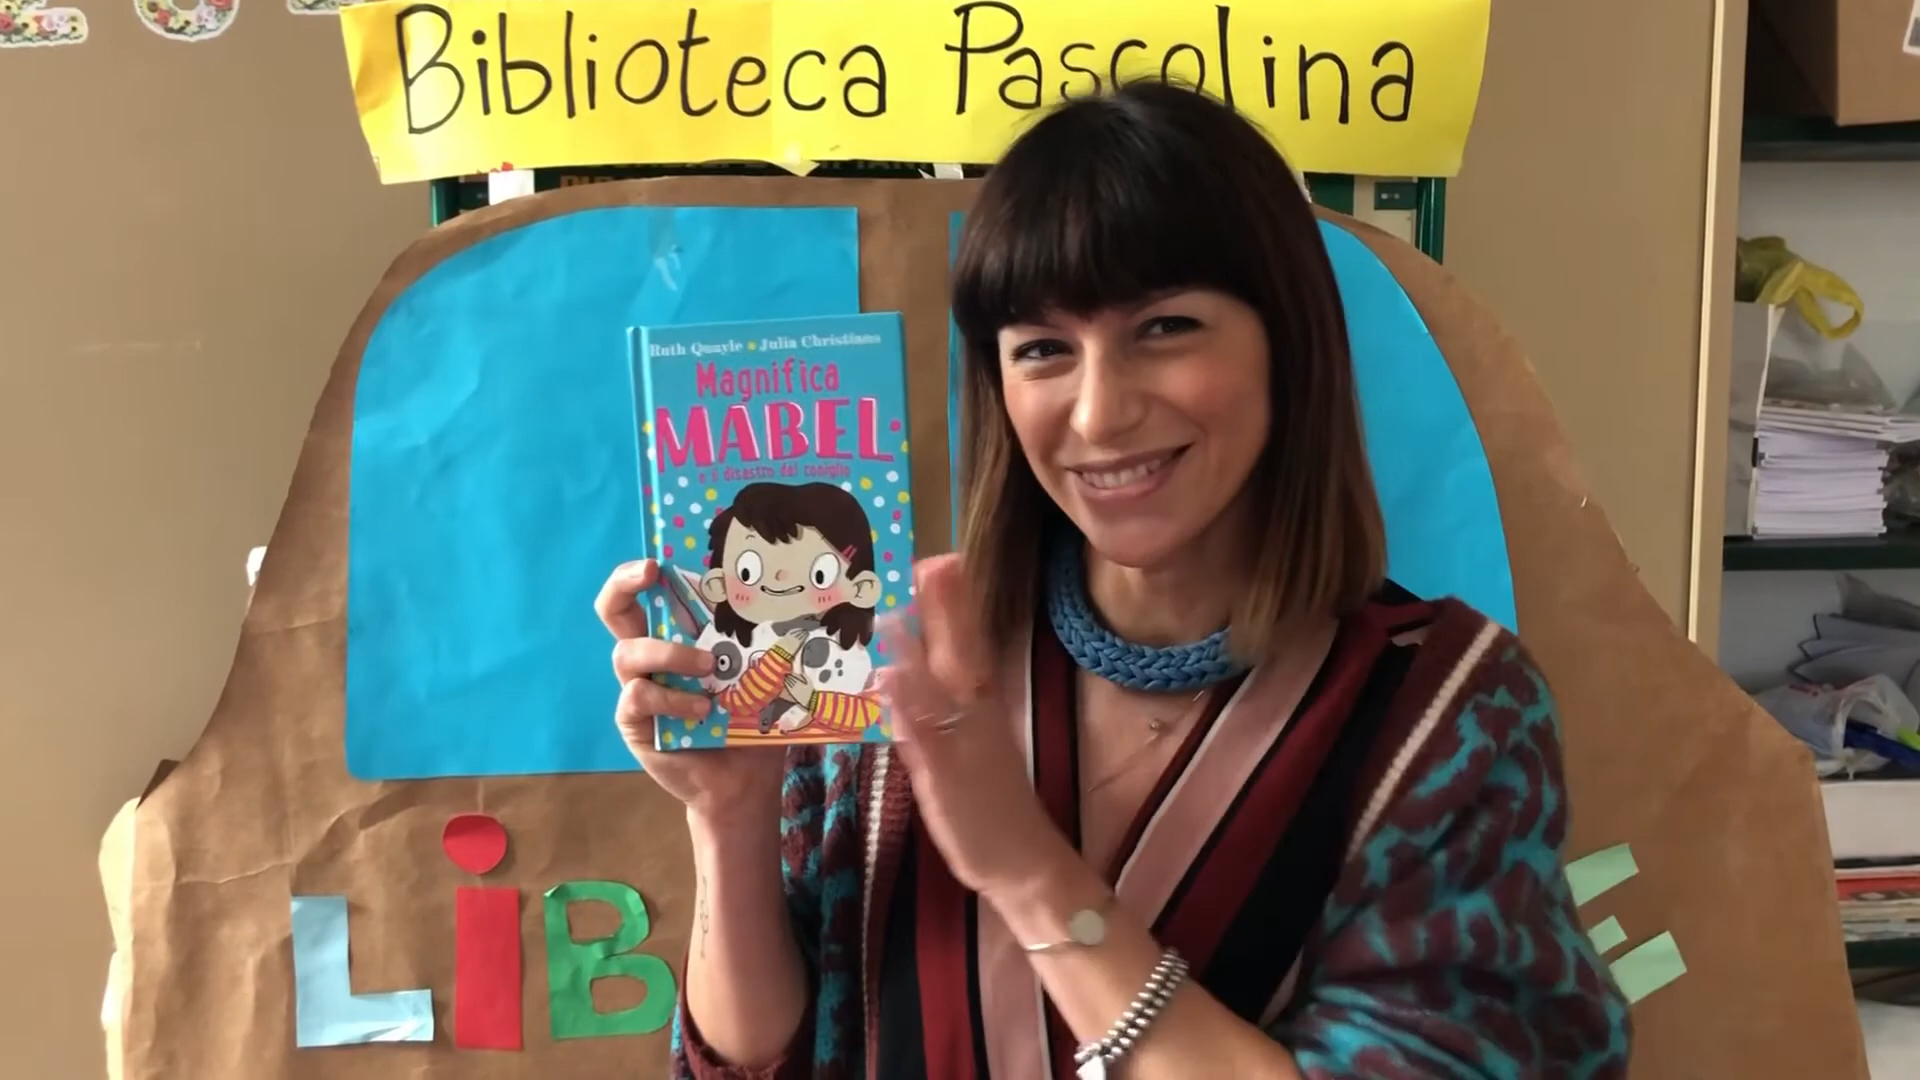 Biblioteca Pascolina
Ruth Quayle Julia Christians
Magnifica
MABEL
e il disastro del coniglio
LiB
E